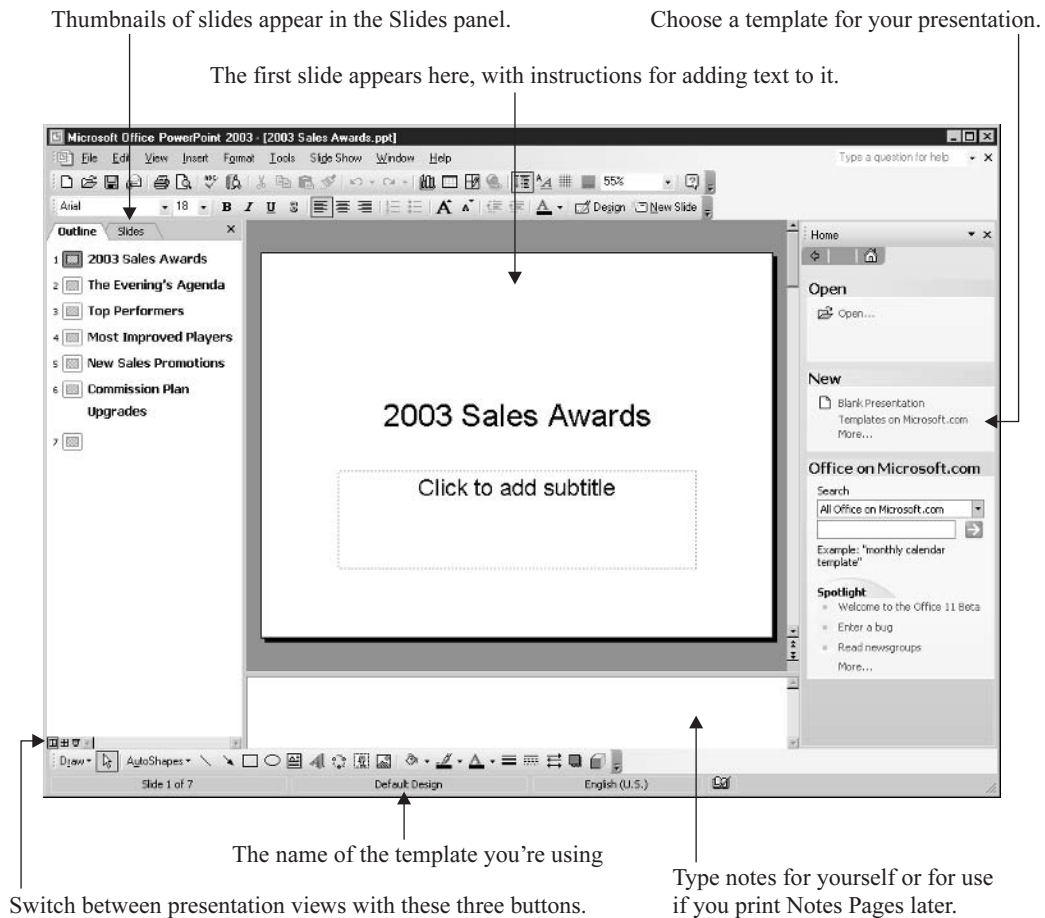 Thumbnails of slides appear in the Slides panel.
Choose a template for your presentation.
The first slide appears here, with instructions for adding text to it.
Microsoft Office PowerPoint 2003 - [2003 Sales Awards.ppt]
File Edit View Insert Format Tools Slide Show Window Help
Type a question for help
55%
Arial 18 B I U S A A A Design New Slide
Outline Slides
1 2003 Sales Awards
2 The Evening's Agenda
3 Top Performers
4 Most Improved Players
5 New Sales Promotions
6 Commission Plan
Upgrades
7
2003 Sales Awards
Click to add subtitle
Home
Open
Open...
New
Blank Presentation
Templates on Microsoft.com
More...
Office on Microsoft.com
Search
All Office on Microsoft.com
Example: "monthly calendar
template"
Spotlight
Welcome to the Office 11 Beta
Enter a bug
Read newsgroups
More...
Draw AutoShapes
Slide 1 of 7
Default Design
English (U.S.)
The name of the template you're using
Type notes for yourself or for use
if you print Notes Pages later.
Switch between presentation views with these three buttons.